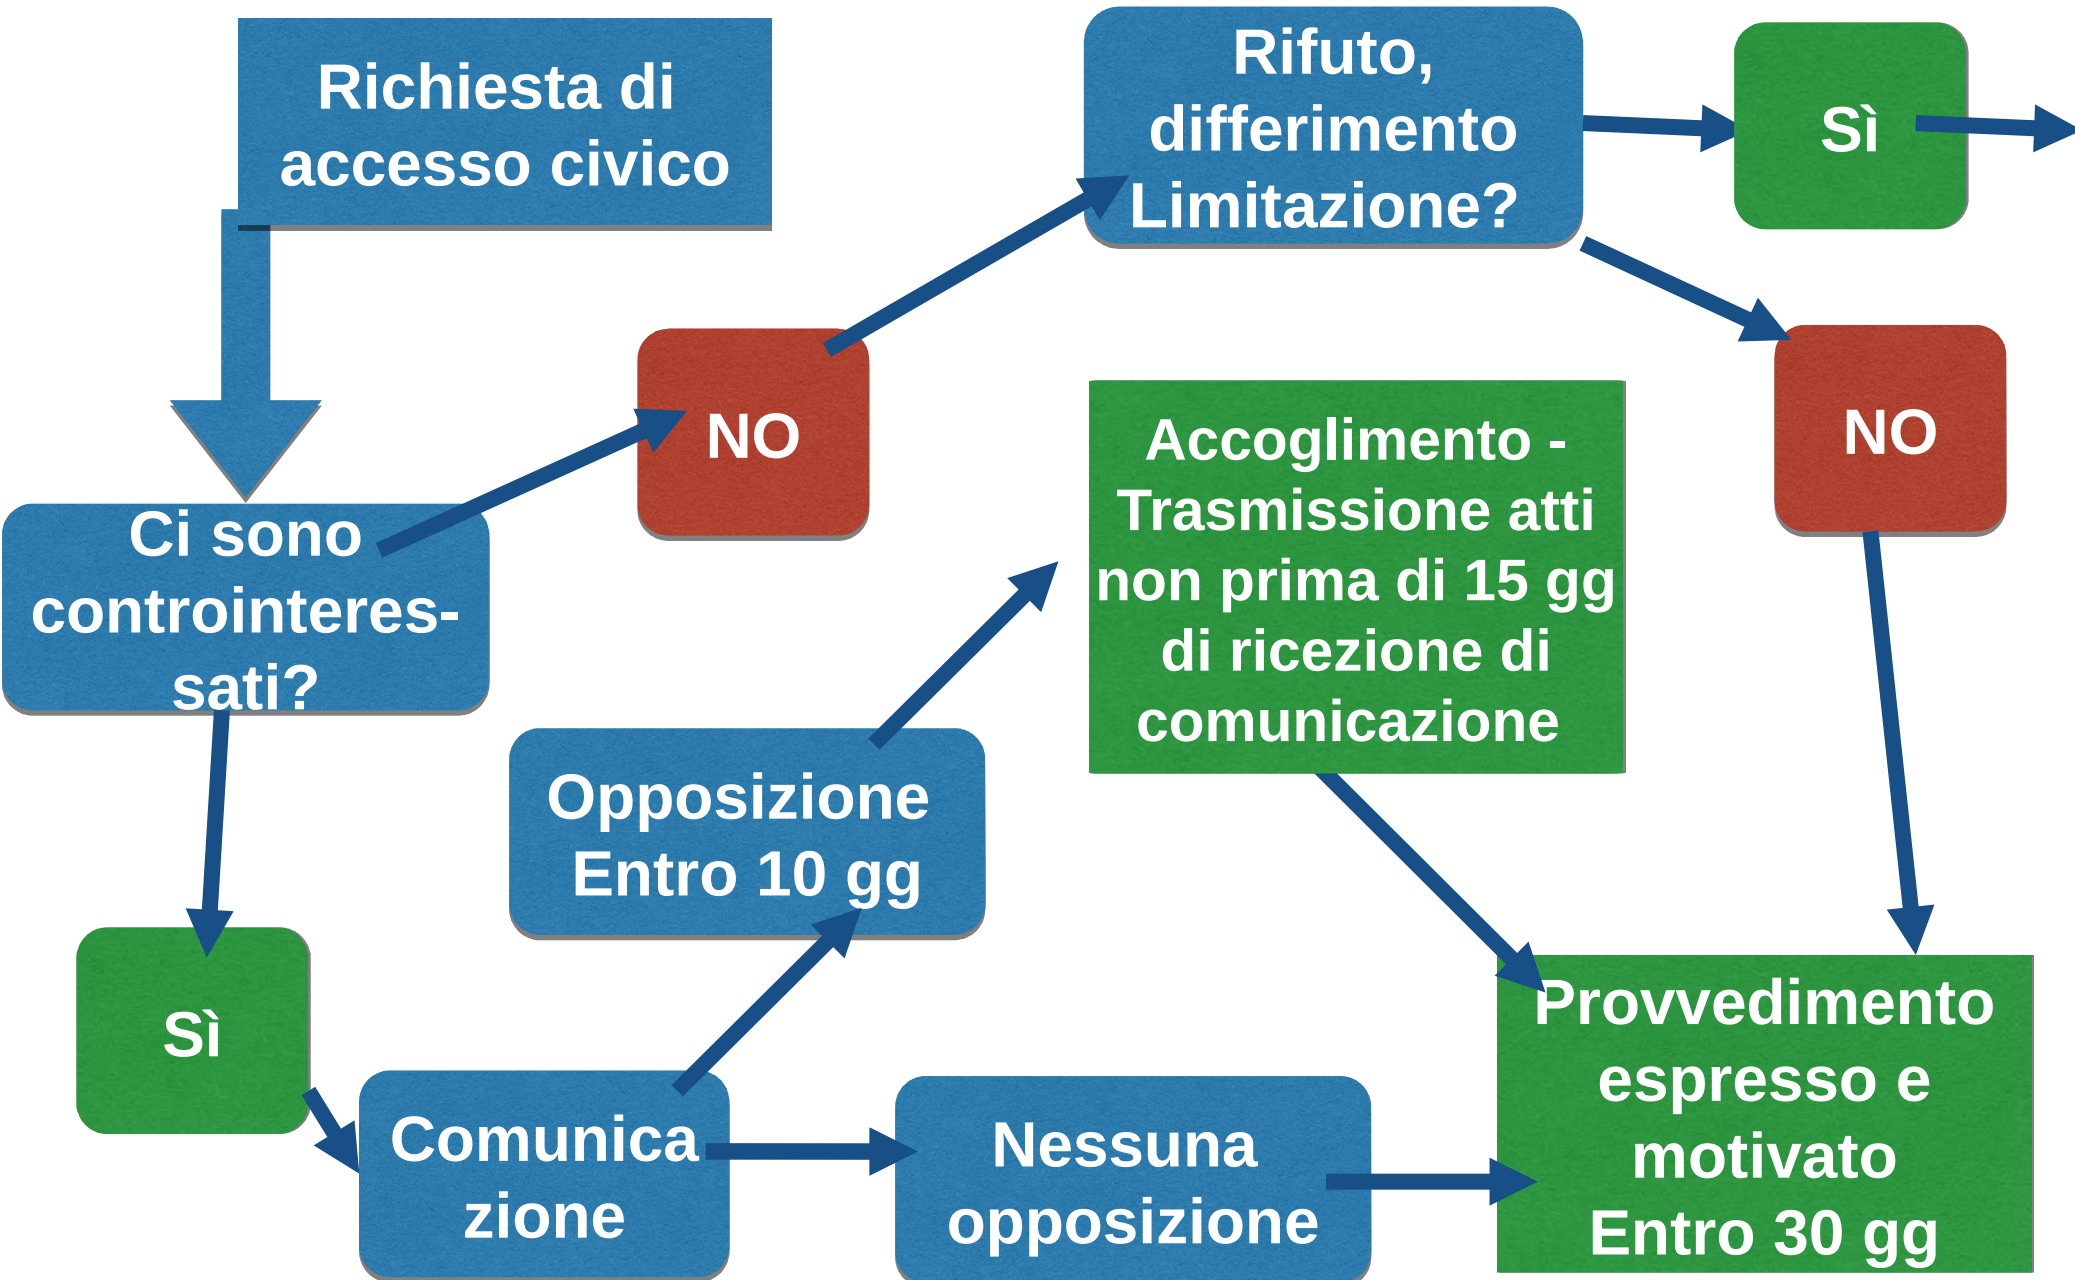 Richiesta di
accesso civico
Rifuto,
differimento
Limitazione?
Sì
NO
NO
Ci sono
controinteres-
sati?
Accoglimento -
Trasmissione atti
non prima di 15 gg
di ricezione di
comunicazione
Opposizione
Entro 10 gg
Sì
Comunica
zione
Nessuna
opposizione
Provvedimento
espresso e
motivato
Entro 30 gg